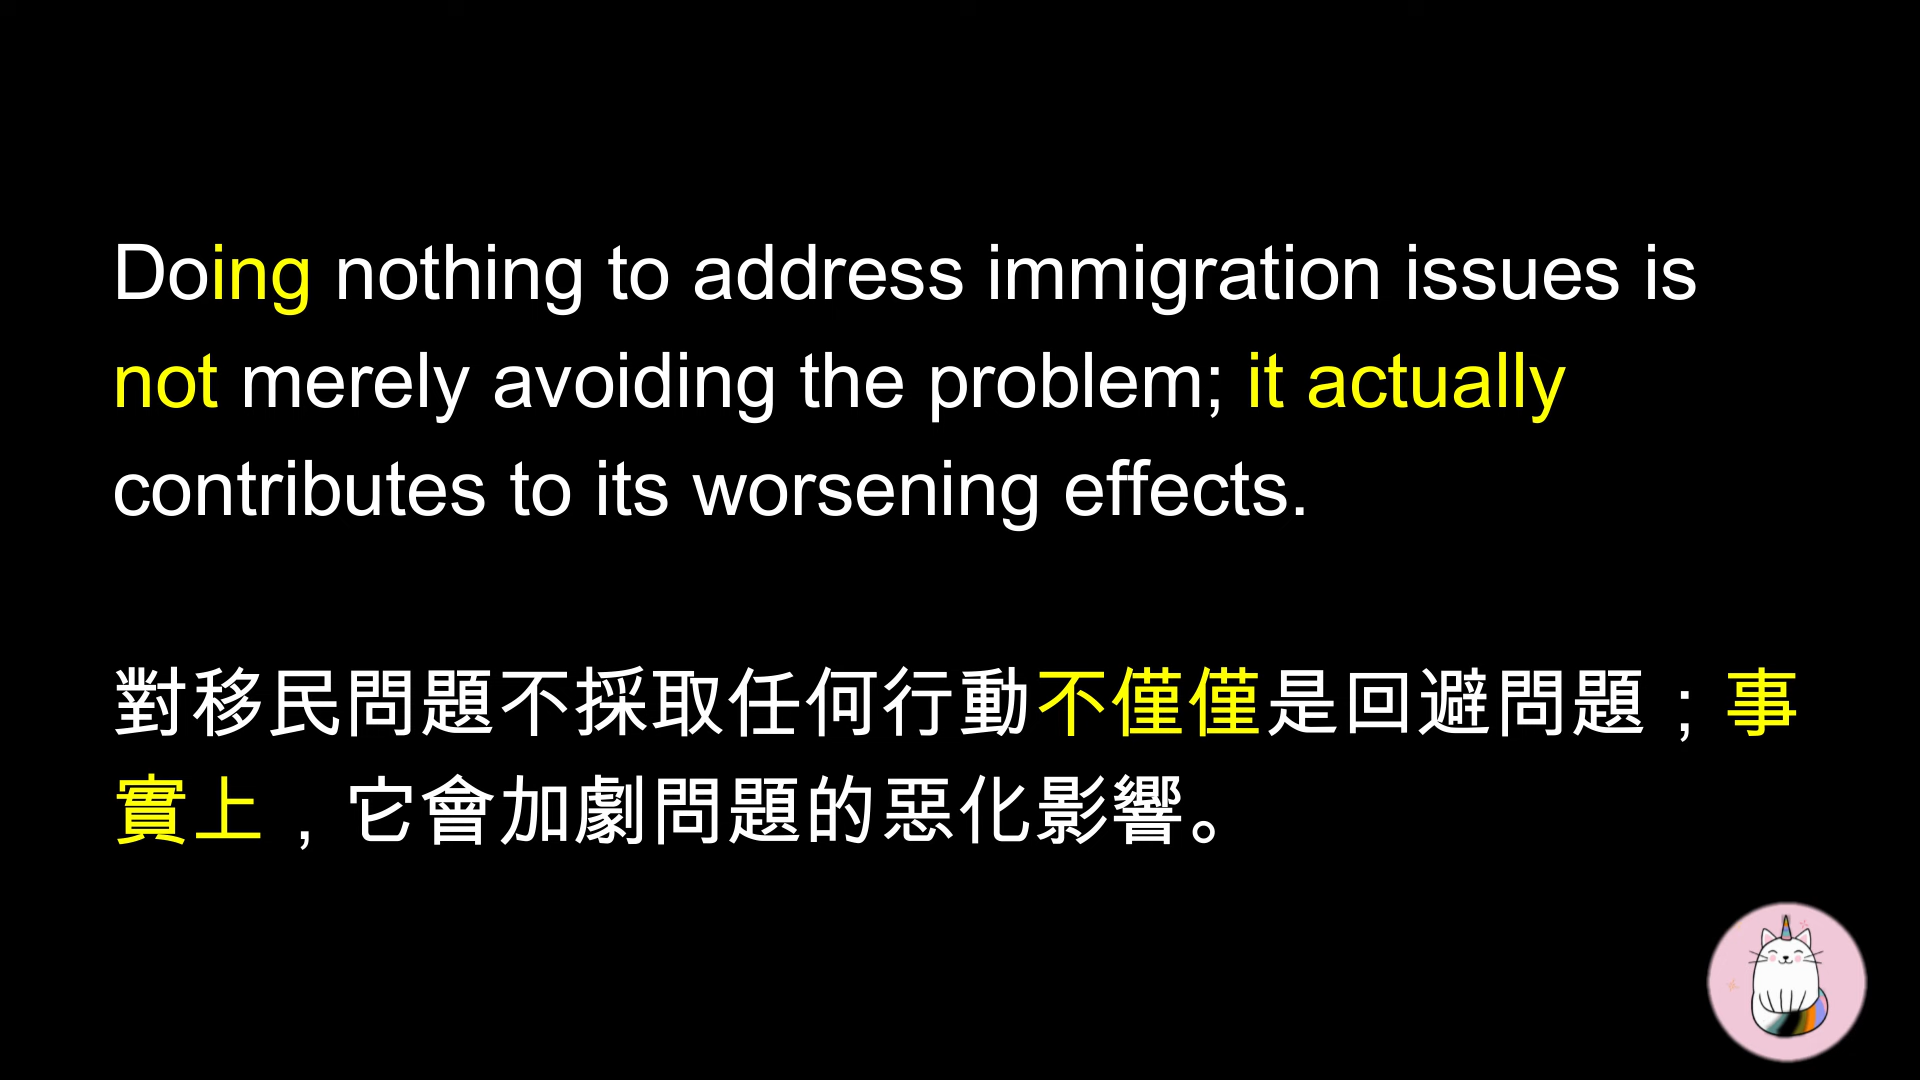 Doing nothing to address immigration issues is
not merely avoiding the problem; it actually
contributes to its worsening effects.
對移民問題不採取任何行動不僅僅是回避問題；事
實上，它會加劇問題的惡化影響。